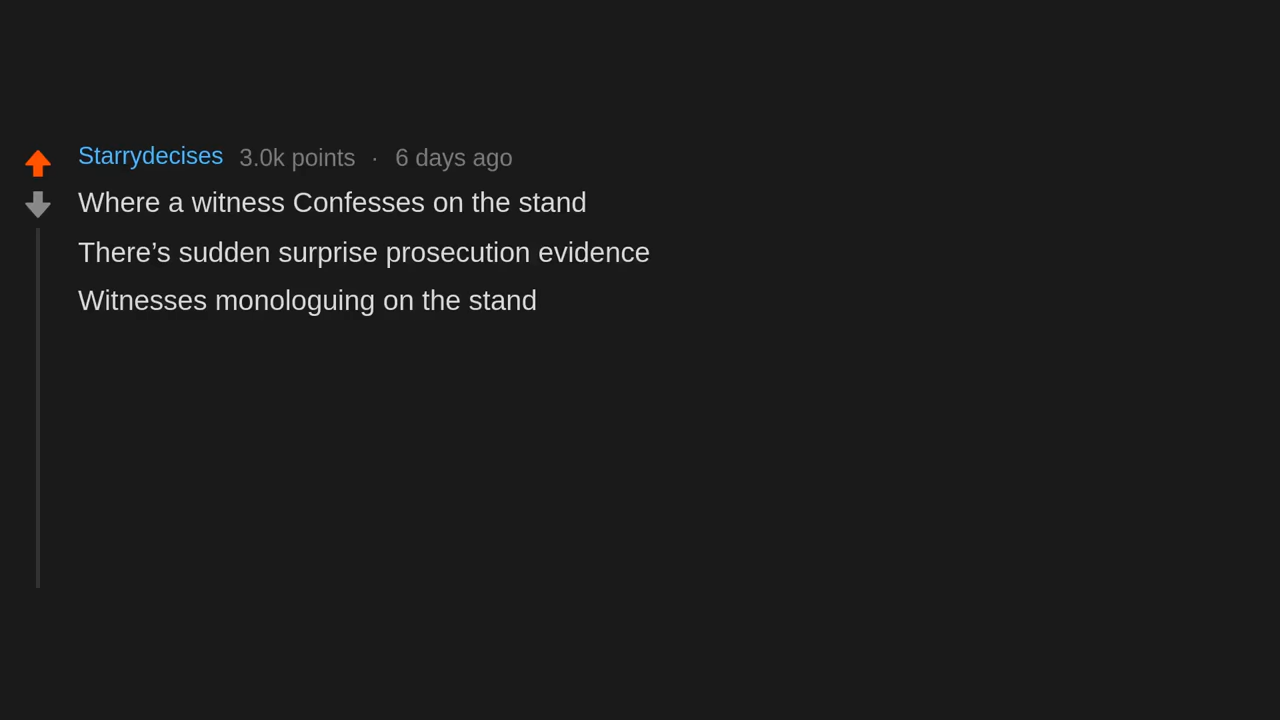 Starrydecises 3.0k points · 6 days ago
Where a witness Confesses on the stand
There’s sudden surprise prosecution evidence
Witnesses monologuing on the stand